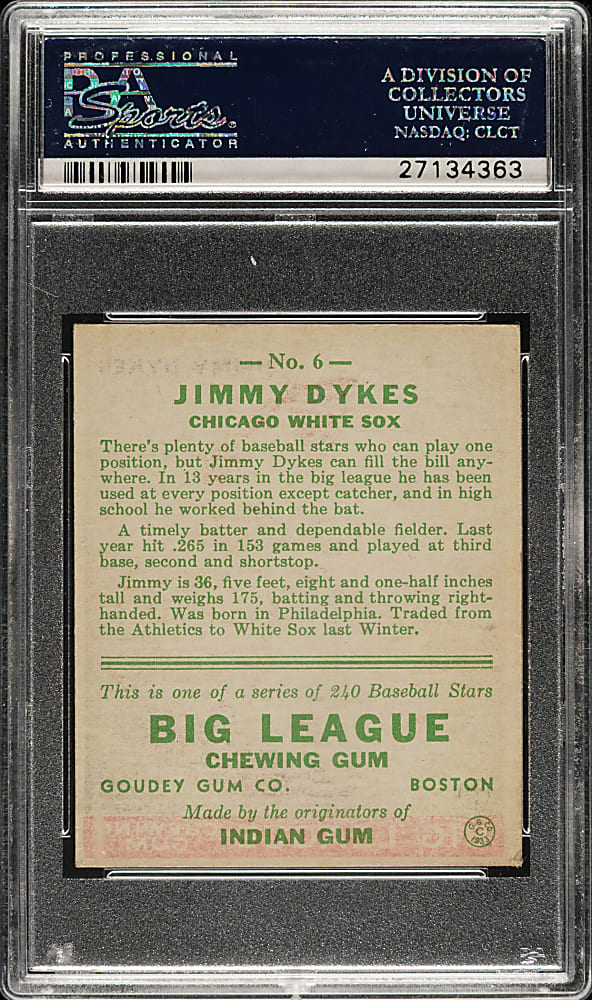 PROFESSIONAL
PSA
Sports
AUTHENTICATOR
A DIVISION OF
COLLECTORS
UNIVERSE
NASDAQ: CLCT
27134363
— No. 6 —
JIMMY DYKES
CHICAGO WHITE SOX
There's plenty of baseball stars who can play one
position, but Jimmy Dykes can fill the bill any-
where. In 13 years in the big league he has been
used at every position except catcher, and in high
school he worked behind the bat.
A timely batter and dependable fielder. Last
year hit .265 in 153 games and played at third
base, second and shortstop.
Jimmy is 36, five feet, eight and one-half inches
tall and weighs 175, batting and throwing right-
handed. Was born in Philadelphia. Traded from
the Athletics to White Sox last Winter.
This is one of a series of 240 Baseball Stars
BIG LEAGUE
CHEWING GUM
GOUDEY GUM CO. BOSTON
Made by the originators of
INDIAN GUM
G. G. CO.
C
1933